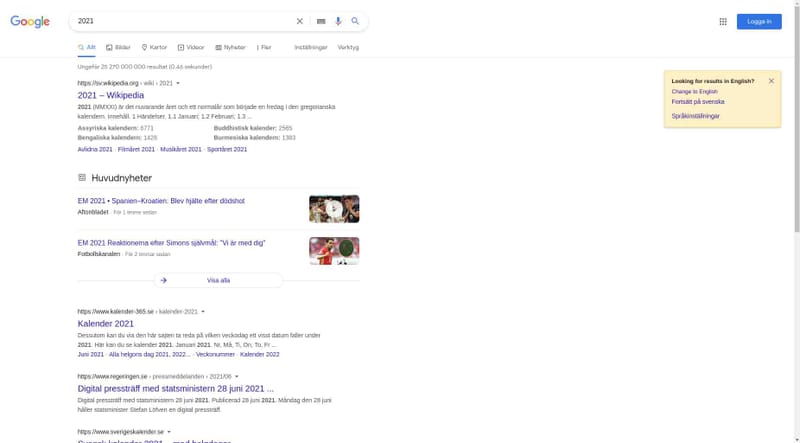 Google
2021
Logga in
Allt Bilder Kartor Videor Nyheter Fler Inställningar Verktyg
Ungefär 25 270 000 000 resultat (0,44 sekunder)
Looking for results in English?
Change to English
Fortsätt på svenska
Språkinställningar
https://sv.wikipedia.org › wiki › 2021
2021 – Wikipedia
2021 (MMXXI) är det nuvarande året och ett normalår som började en fredag i den gregorianska
kalendern. Innehåll. 1 Händelser. 1.1 Januari; 1.2 Februari; 1.3 ...
Assyriska kalendern: 6771 Buddhistisk kalender: 2565
Bengaliska kalendern: 1428 Burmesiska kalendern: 1383
Avlidna 2021 · Filmåret 2021 · Musikåret 2021 · Sportåret 2021
Huvudnyheter
EM 2021 • Spanien–Kroatien: Blev hjälte efter dödshot
Aftonbladet · För 1 timme sedan
EM 2021 Reaktionerna efter Simons självmål: "Vi är med dig"
Fotbollskanalen · För 2 timmar sedan
Visa alla
https://www.kalender-365.se › kalender-2021
Kalender 2021
Dessutom kan du via den här sajten ta reda på vilken veckodag ett visst datum faller under
2021. Här kan du se kalender 2021. Januari 2021. Nr, Må, Ti, On, To, Fr ...
Juni 2021 · Alla helgons dag 2021, 2022... · Veckonummer · Kalender 2022
https://www.regeringen.se › pressmeddelanden › 2021/06
Digital pressträff med statsministern 28 juni 2021 ...
Digital pressträff med statsministern 28 juni 2021. Publicerad 28 juni 2021. Måndag den 28 juni
håller statsminister Stefan Löfven en digital pressträff.
https://www.sverigeskalender.se